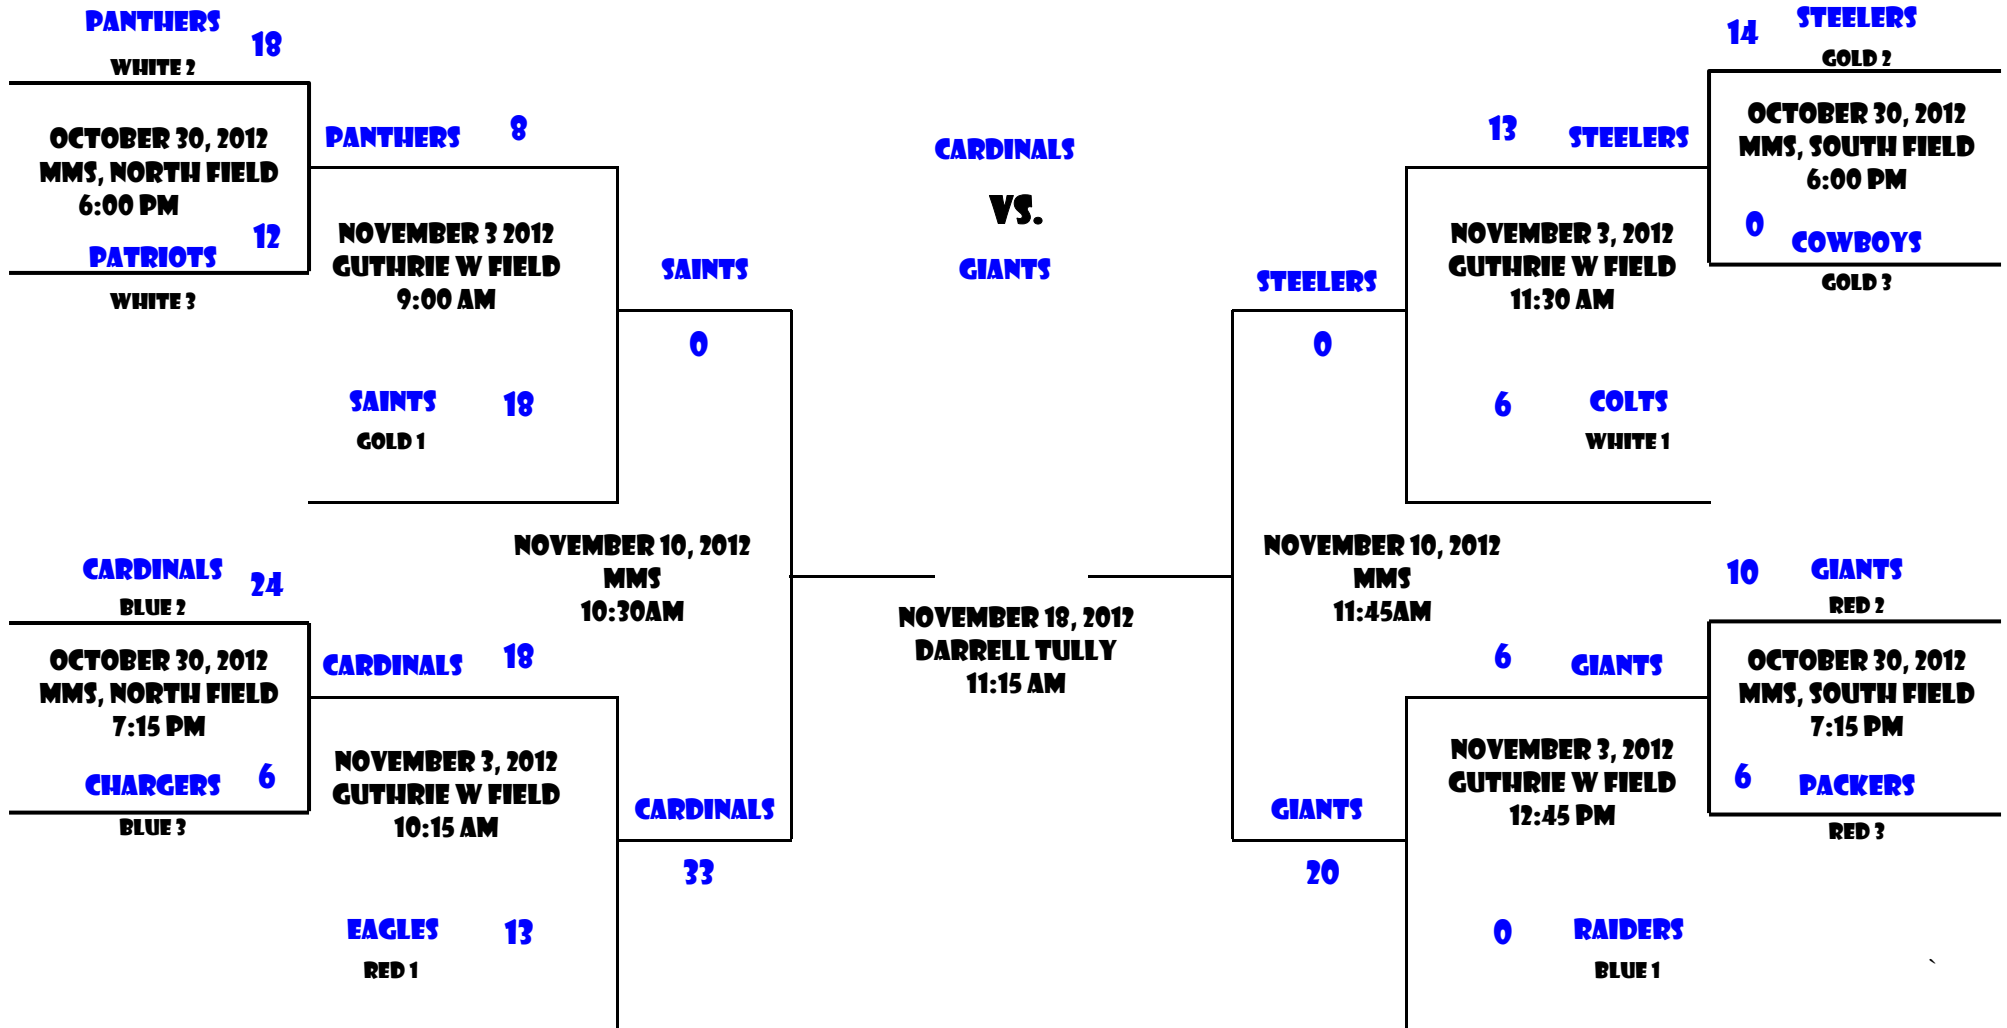 PANTHERS
18
WHITE 2
OCTOBER 30, 2012
MMS, NORTH FIELD
6:00 PM
12
PATRIOTS
WHITE 3
CARDINALS
24
BLUE 2
OCTOBER 30, 2012
MMS, NORTH FIELD
7:15 PM
CHARGERS
6
BLUE 3
PANTHERS
8
NOVEMBER 3 2012
GUTHRIE W FIELD
9:00 AM
SAINTS
18
GOLD 1
CARDINALS
18
NOVEMBER 3, 2012
GUTHRIE W FIELD
10:15 AM
EAGLES
13
RED 1
SAINTS
0
NOVEMBER 10, 2012
MMS
10:30AM
CARDINALS
33
CARDINALS
VS.
GIANTS
NOVEMBER 18, 2012
DARRELL TULLY
11:15 AM
STEELERS
0
NOVEMBER 10, 2012
MMS
11:45AM
GIANTS
20
13
STEELERS
NOVEMBER 3, 2012
GUTHRIE W FIELD
11:30 AM
6
COLTS
WHITE 1
6
GIANTS
NOVEMBER 3, 2012
GUTHRIE W FIELD
12:45 PM
0
RAIDERS
BLUE 1
14
STEELERS
GOLD 2
OCTOBER 30, 2012
MMS, SOUTH FIELD
6:00 PM
0
COWBOYS
GOLD 3
10
GIANTS
RED 2
OCTOBER 30, 2012
MMS, SOUTH FIELD
7:15 PM
6
PACKERS
RED 3
`